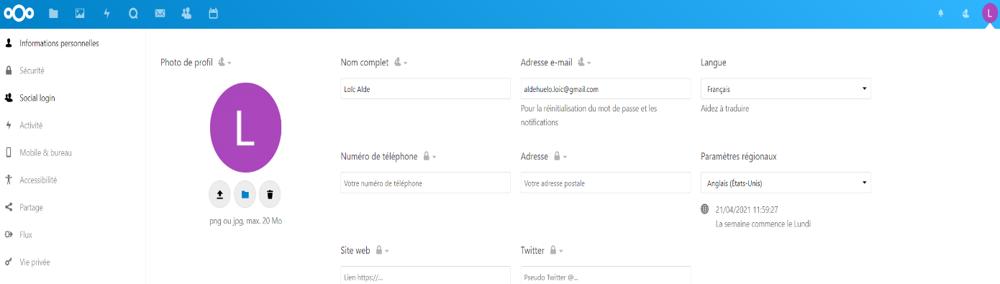 L
Informations personnelles
Sécurité
Social login
Activité
Mobile & bureau
Accessibilité
Partage
Flux
Vie privée
Photo de profil
L
png ou jpg, max. 20 Mo
Nom complet
Loïc Alde
Adresse e-mail
aldehuelo.loic@gmail.com
Pour la réinitialisation du mot de passe et les
notifications
Langue
Français
Aidez à traduire
Numéro de téléphone
Votre numéro de téléphone
Adresse
Votre adresse postale
Paramètres régionaux
Anglais (États-Unis)
21/04/2021 11:59:27
La semaine commence le Lundi
Site web
Lien https://...
Twitter
Pseudo Twitter @...